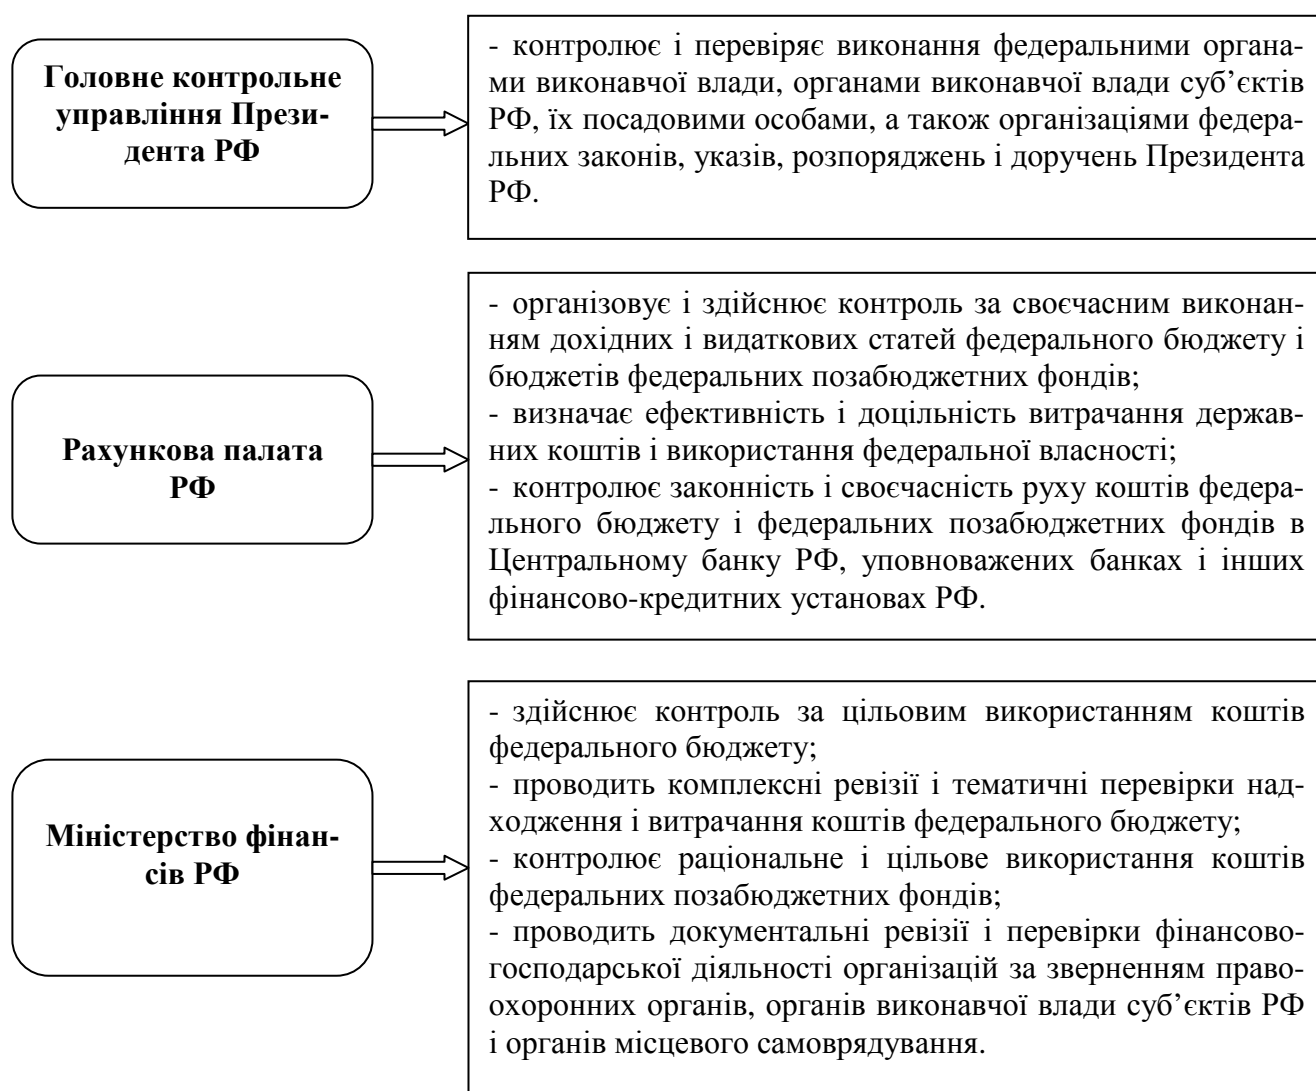 Головне контрольне
управління Прези-
дента РФ
- контролює і перевіряє виконання федеральними органа-
ми виконавчої влади, органами виконавчої влади суб’єктів
РФ, їх посадовими особами, а також організаціями федера-
льних законів, указів, розпоряджень і доручень Президента
РФ.
Рахункова палата
РФ
- організовує і здійснює контроль за своєчасним виконан-
ням дохідних і видаткових статей федерального бюджету і
бюджетів федеральних позабюджетних фондів;
- визначає ефективність і доцільність витрачання держав-
них коштів і використання федеральної власності;
- контролює законність і своєчасність руху коштів федера-
льного бюджету і федеральних позабюджетних фондів в
Центральному банку РФ, уповноважених банках і інших
фінансово-кредитних установах РФ.
Міністерство фінан-
сів РФ
- здійснює контроль за цільовим використанням коштів
федерального бюджету;
- проводить комплексні ревізії і тематичні перевірки над-
ходження і витрачання коштів федерального бюджету;
- контролює раціональне і цільове використання коштів
федеральних позабюджетних фондів;
- проводить документальні ревізії і перевірки фінансово-
господарської діяльності організацій за зверненням право-
охоронних органів, органів виконавчої влади суб’єктів РФ
і органів місцевого самоврядування.